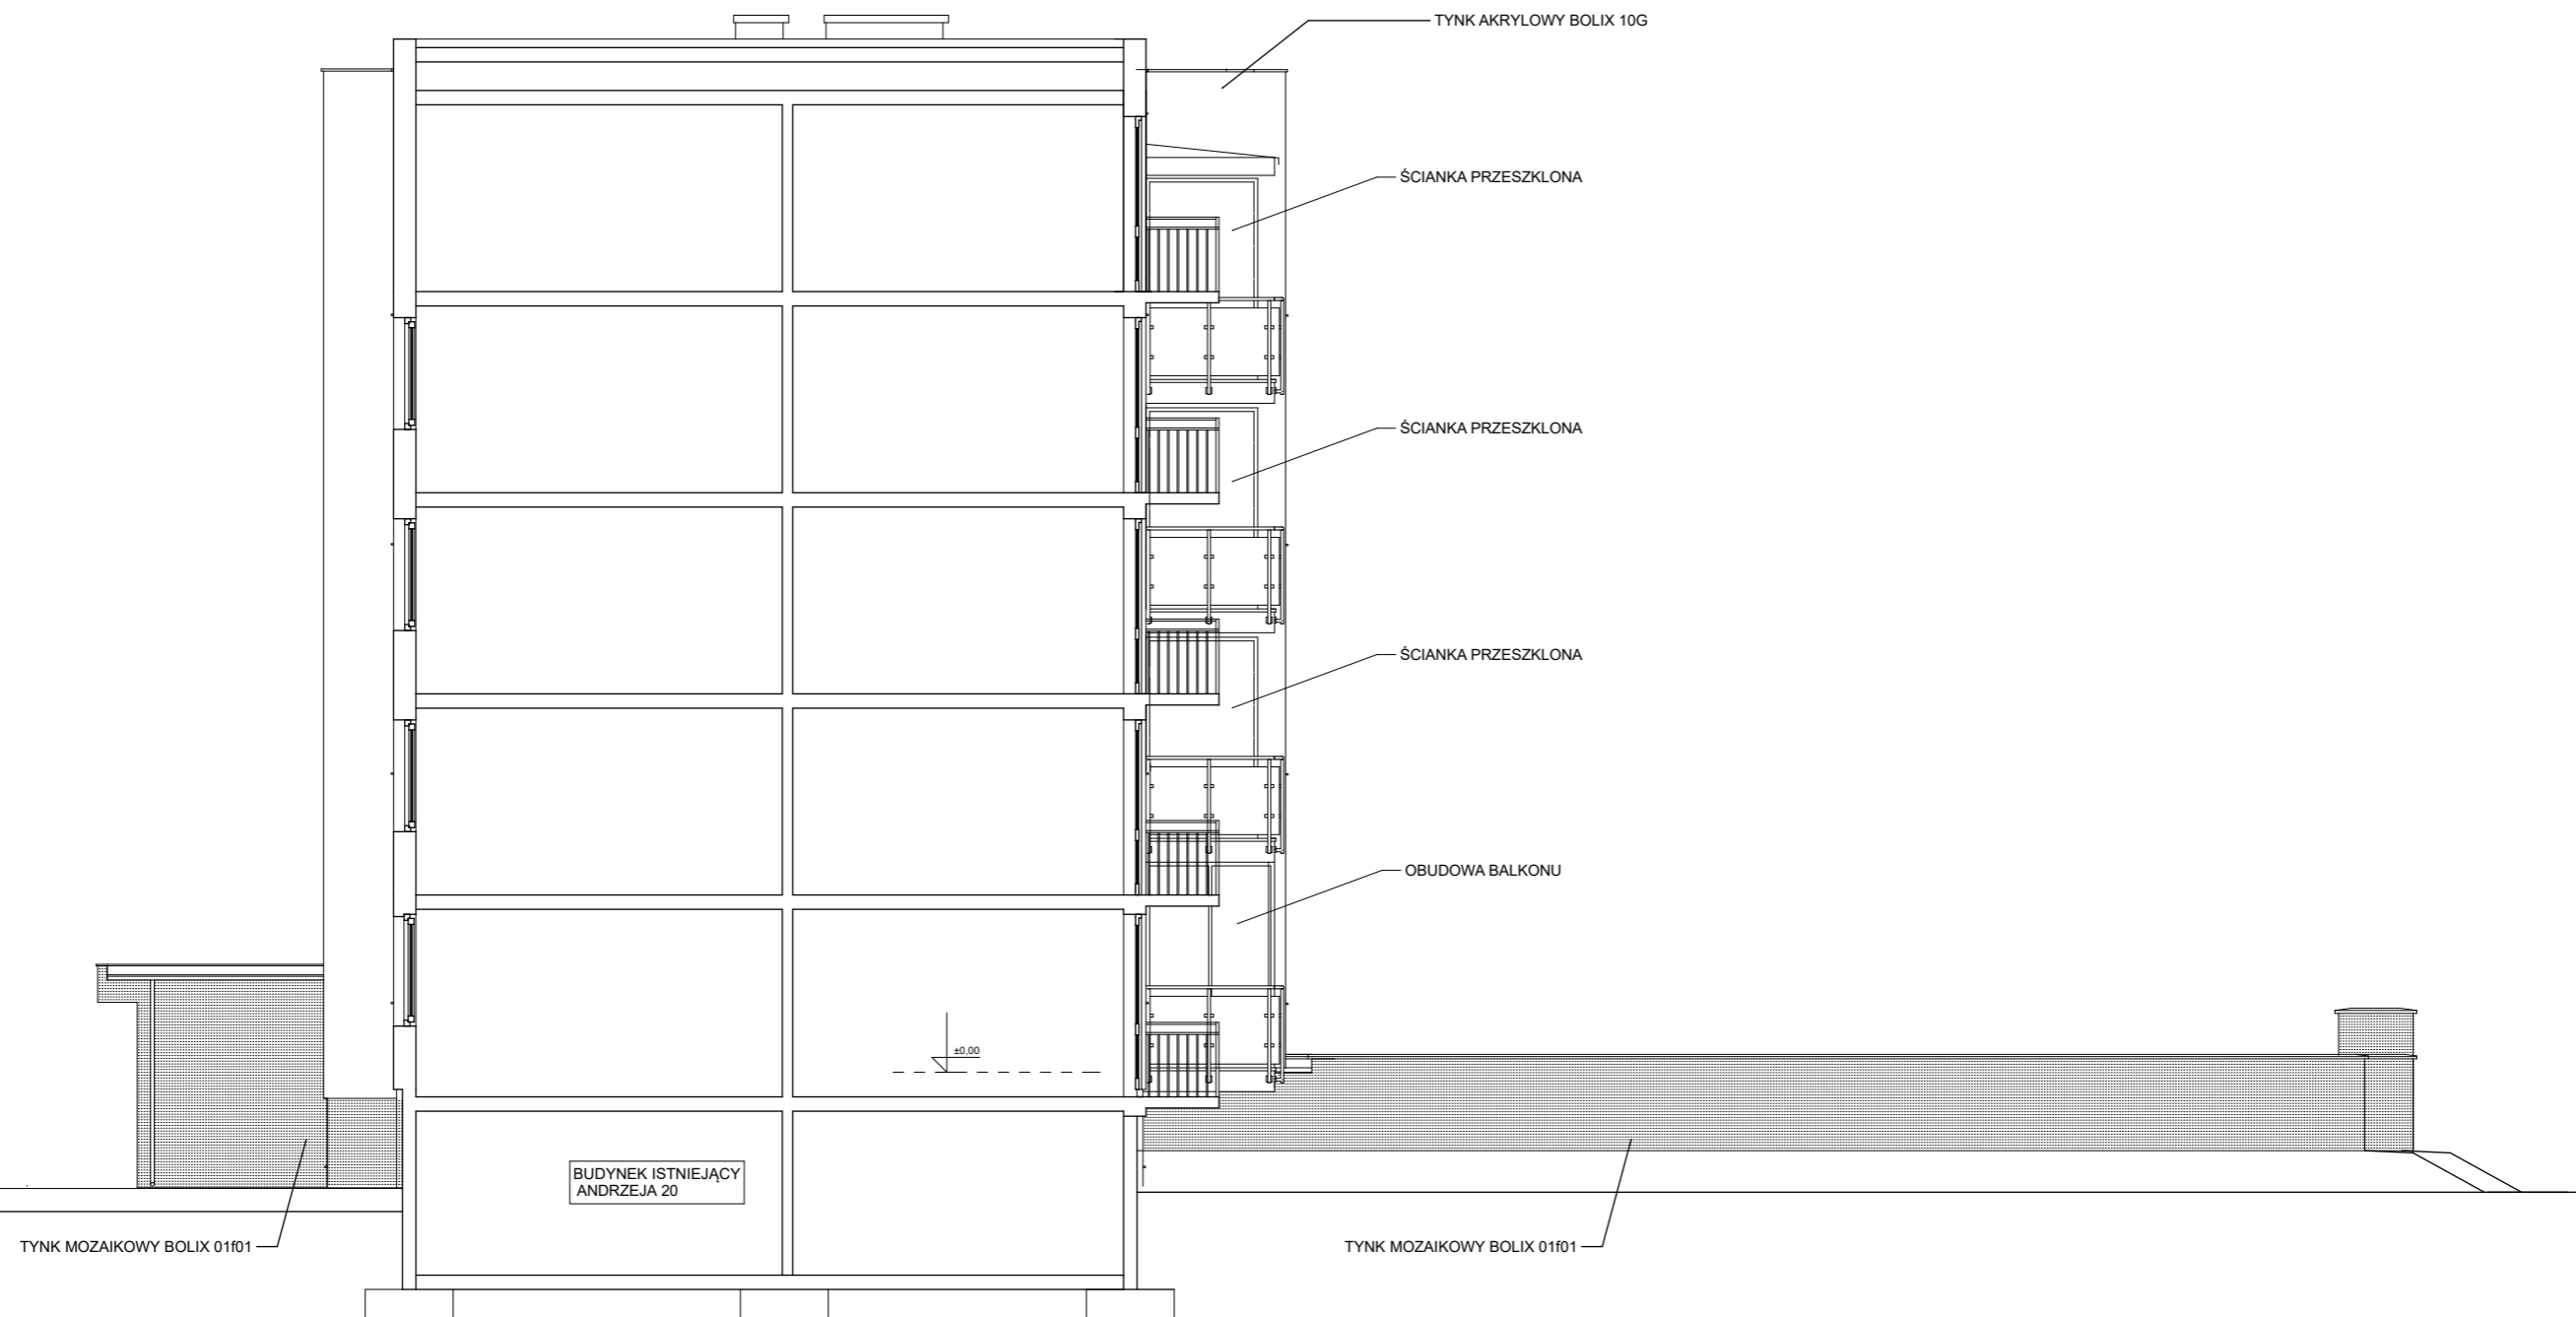 TYNK AKRYLOWY BOLIX 10G
ŚCIANKA PRZESZKLONA
ŚCIANKA PRZESZKLONA
ŚCIANKA PRZESZKLONA
OBUDOWA BALKONU
±0,00
BUDYNEK ISTNIEJĄCY
ANDRZEJA 20
TYNK MOZAIKOWY BOLIX 01f01
TYNK MOZAIKOWY BOLIX 01f01